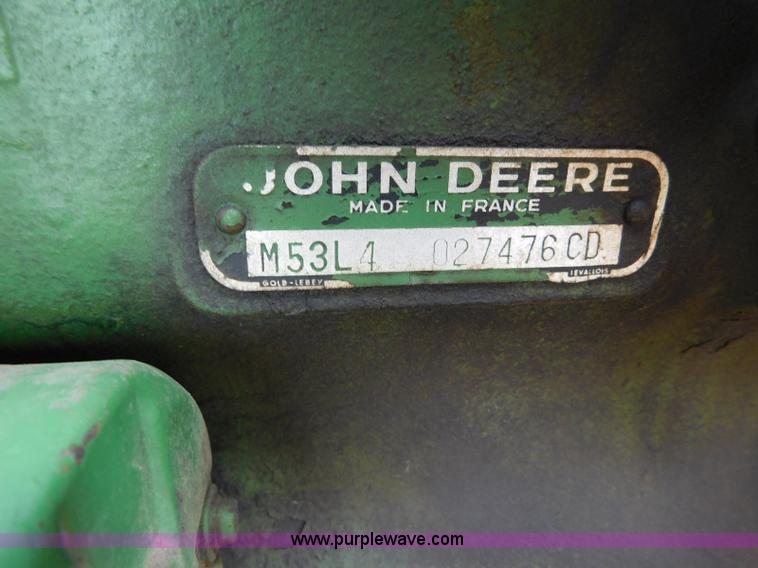 JOHN DEERE
MADE IN FRANCE
M53L4 027476CD
GOLD-LEBEY LEVALLOIS
www.purplewave.com